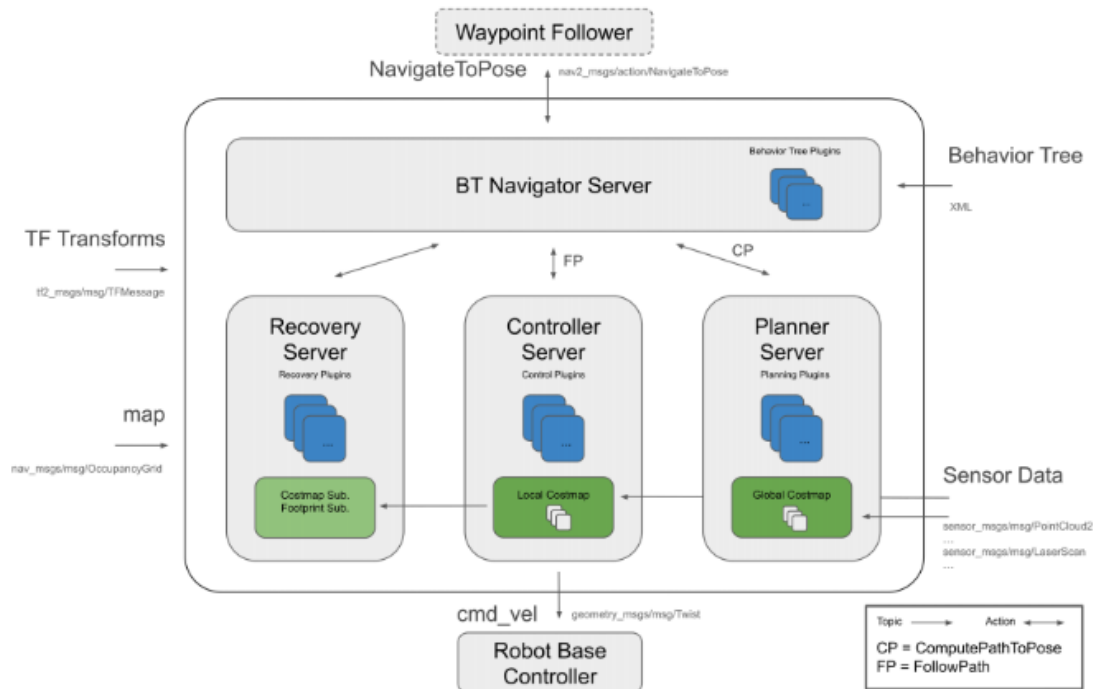 Waypoint Follower
NavigateToPose
nav2_msgs/action/NavigateToPose
Behavior Tree Plugins
BT Navigator Server
...
Behavior Tree
XML
TF Transforms
tf2_msgs/msg/TFMessage
FP
CP
Recovery
Server
Recovery Plugins
...
Costmap Sub.
Footprint Sub.
Controller
Server
Control Plugins
...
Local Costmap
Planner
Server
Planning Plugins
...
Global Costmap
map
nav_msgs/msg/OccupancyGrid
Sensor Data
sensor_msgs/msg/PointCloud2
...
sensor_msgs/msg/LaserScan
...
cmd_vel
geometry_msgs/msg/Twist
Robot Base
Controller
Topic
Action
CP = ComputePathToPose
FP = FollowPath